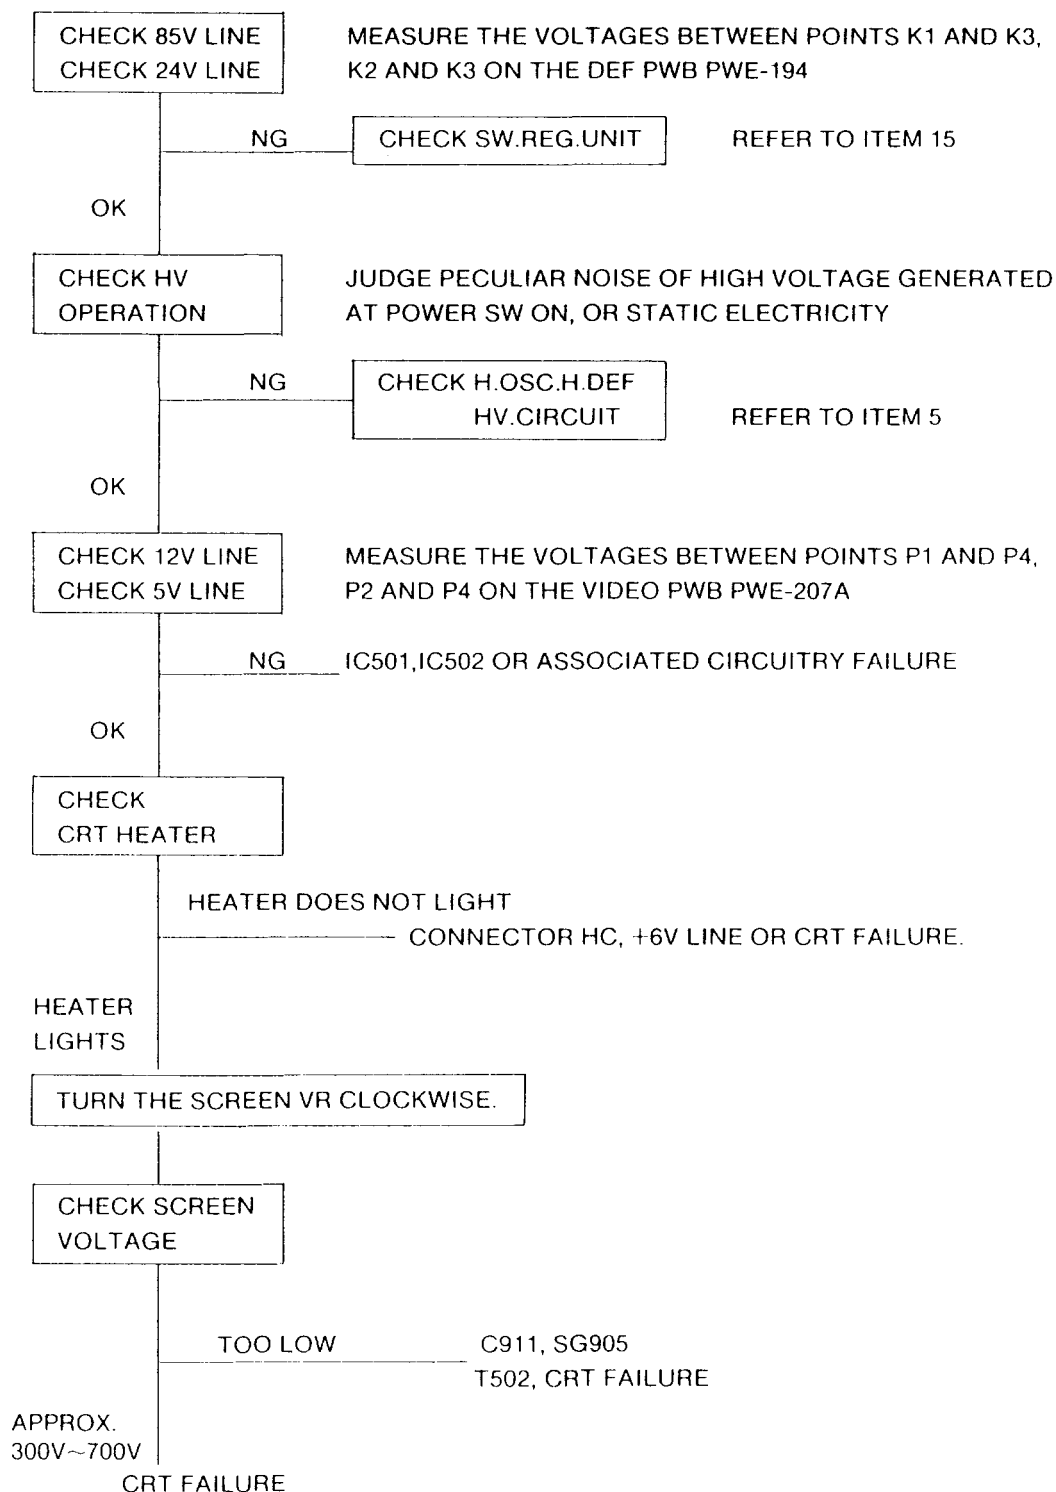 CHECK 85V LINE
CHECK 24V LINE
MEASURE THE VOLTAGES BETWEEN POINTS K1 AND K3,
K2 AND K3 ON THE DEF PWB PWE-194
NG
CHECK SW.REG.UNIT
REFER TO ITEM 15
OK
CHECK HV
OPERATION
JUDGE PECULIAR NOISE OF HIGH VOLTAGE GENERATED
AT POWER SW ON, OR STATIC ELECTRICITY
NG
CHECK H.OSC.H.DEF
HV.CIRCUIT
REFER TO ITEM 5
OK
CHECK 12V LINE
CHECK 5V LINE
MEASURE THE VOLTAGES BETWEEN POINTS P1 AND P4,
P2 AND P4 ON THE VIDEO PWB PWE-207A
NG
IC501,IC502 OR ASSOCIATED CIRCUITRY FAILURE
OK
CHECK
CRT HEATER
HEATER DOES NOT LIGHT
CONNECTOR HC, +6V LINE OR CRT FAILURE.
HEATER
LIGHTS
TURN THE SCREEN VR CLOCKWISE.
CHECK SCREEN
VOLTAGE
TOO LOW
C911, SG905
T502, CRT FAILURE
APPROX.
300V~700V
CRT FAILURE